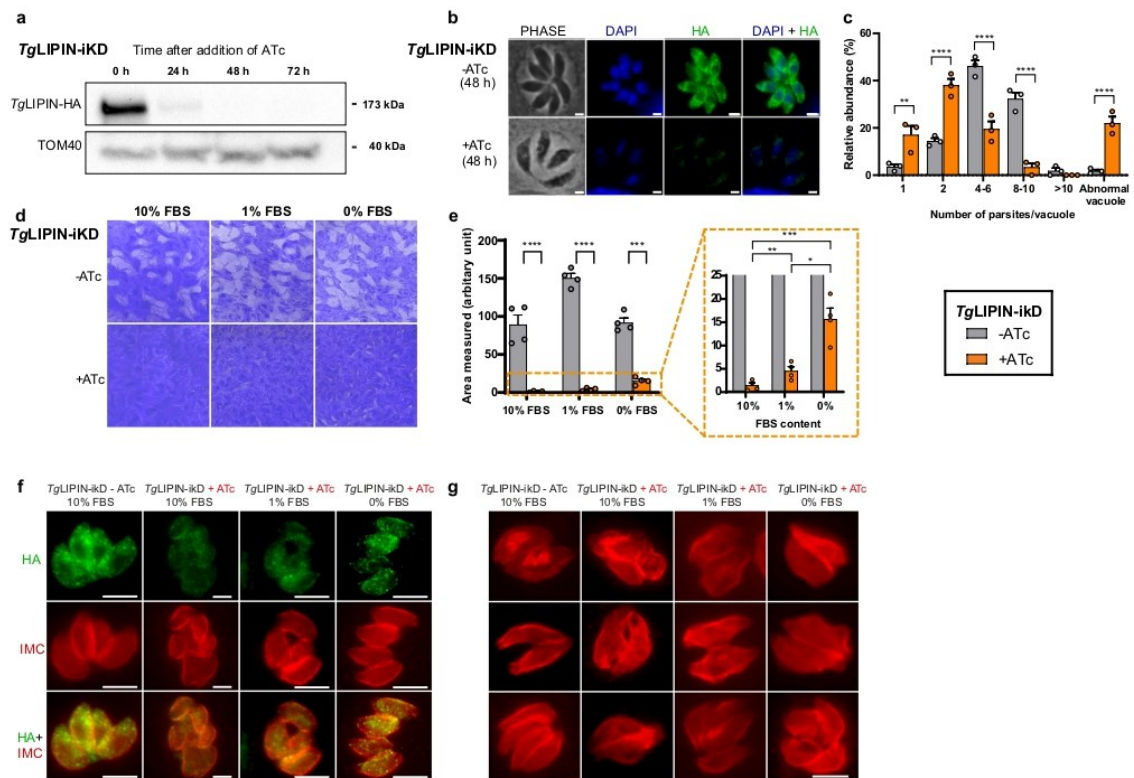 a
TgLIPIN-iKD Time after addition of ATc
0 h 24 h 48 h 72 h
TgLIPIN-HA - 173 kDa
TOM40 - 40 kDa
b
PHASE DAPI HA DAPI + HA
TgLIPIN-iKD
-ATc
(48 h)
+ATc
(48 h)
c
Relative abundance (%)
60
40
20
0
** **** **** **** ****
1 2 4-6 8-10 >10 Abnormal
vacuole
Number of parsites/vacuole
d
10% FBS 1% FBS 0% FBS
TgLIPIN-iKD
-ATc
+ATc
e
Area measured (arbitary unit)
200
150
100
50
0
**** **** ***
10% FBS 1% FBS 0% FBS
***
** *
25
20
15
10
5
0
10% 1% 0%
FBS content
TgLIPIN-ikD
-ATc
+ATc
f
TgLIPIN-ikD - ATc TgLIPIN-ikD + ATc TgLIPIN-ikD + ATc TgLIPIN-ikD + ATc
10% FBS 10% FBS 1% FBS 0% FBS
HA
IMC
HA+
IMC
g
TgLIPIN-ikD - ATc TgLIPIN-ikD + ATc TgLIPIN-ikD + ATc TgLIPIN-ikD + ATc
10% FBS 10% FBS 1% FBS 0% FBS